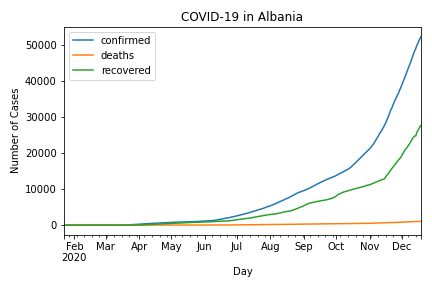 COVID-19 in Albania
confirmed
deaths
recovered
Number of Cases
50000
40000
30000
20000
10000
0
Feb Mar Apr May Jun Jul Aug Sep Oct Nov Dec
2020
Day